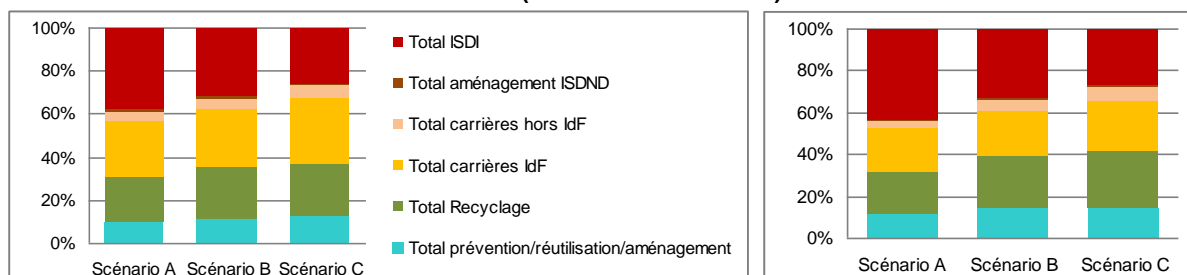 100%
80%
60%
40%
20%
0%
Scénario A Scénario B Scénario C
Total ISDI
Total aménagement ISDND
Total carrières hors IdF
Total carrières IdF
Total Recyclage
Total prévention/réutilisation/aménagement
100%
80%
60%
40%
20%
0%
Scénario A Scénario B Scénario C